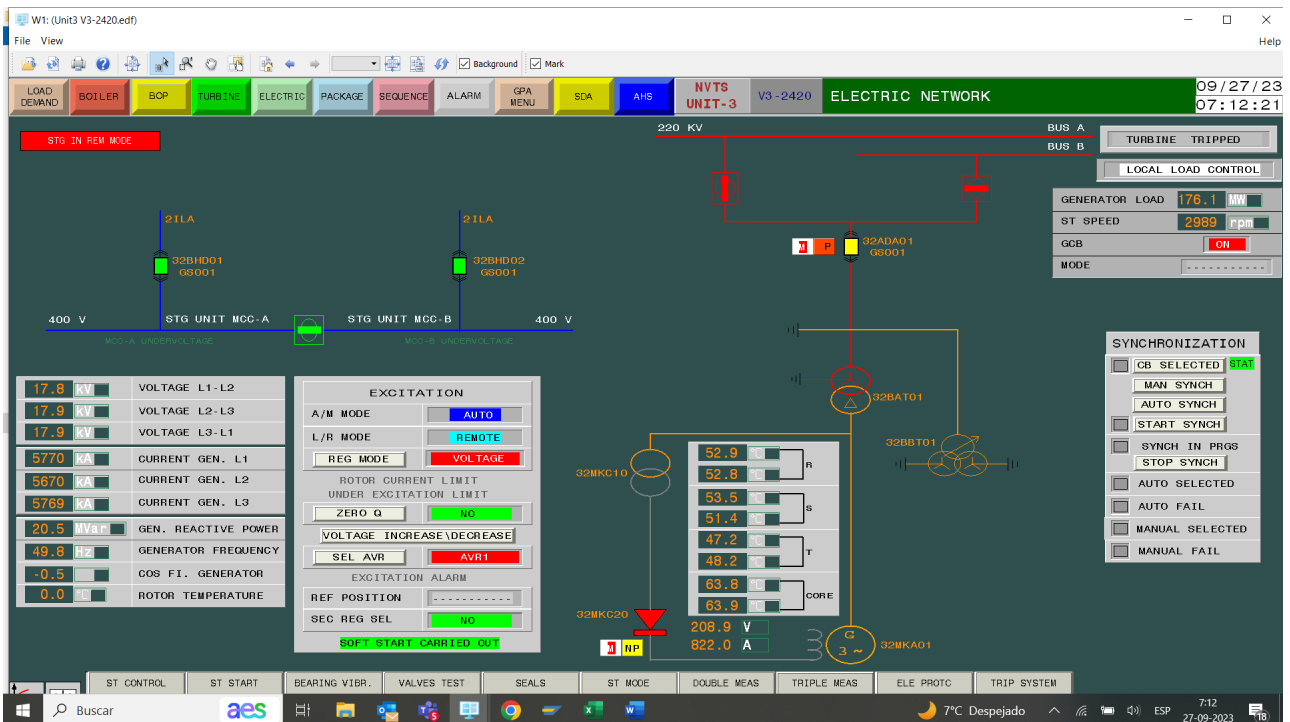 W1: (Unit3 V3-2420.edf)
File View
Help
Background
Mark
LOAD DEMAND
BOILER
BOP
TURBINE
ELECTRIC
PACKAGE
SEQUENCE
ALARM
GPA MENU
SDA
AHS
NVTS UNIT-3
V3-2420
ELECTRIC NETWORK
09/27/23
07:12:21
STG IN REM MODE
220 KV
BUS A
BUS B
TURBINE TRIPPED
LOCAL LOAD CONTROL
GENERATOR LOAD 176.1 MW
ST SPEED 2989 rpm
GCB ON
MODE -----------
2ILA
2ILA
32BHD01
GS001
32BHD02
GS001
M P
32ADA01
GS001
400 V
STG UNIT MCC-A
STG UNIT MCC-B
400 V
MCC-A UNDERVOLTAGE
MCC-B UNDERVOLTAGE
17.8 kV VOLTAGE L1-L2
17.9 kV VOLTAGE L2-L3
17.9 kV VOLTAGE L3-L1
5770 kA CURRENT GEN. L1
5670 kA CURRENT GEN. L2
5769 kA CURRENT GEN. L3
20.5 MVar GEN. REACTIVE POWER
49.8 Hz GENERATOR FREQUENCY
-0.5 COS FI. GENERATOR
0.0 °C ROTOR TEMPERATURE
EXCITATION
A/M MODE AUTO
L/R MODE REMOTE
REG MODE VOLTAGE
ROTOR CURRENT LIMIT
UNDER EXCITATION LIMIT
ZERO Q NO
VOLTAGE INCREASE\DECREASE
SEL AVR AVR1
EXCITATION ALARM
REF POSITION -----------
SEC REG SEL NO
SOFT START CARRIED OUT
32BAT01
32BBT01
32MKC10
52.9 °C
52.8 °C
R
53.5 °C
51.4 °C
S
47.2 °C
48.2 °C
T
63.8 °C
63.9 °C
CORE
32MKC20
M NP
208.9 V
822.0 A
G
3 ~
32MKA01
SYNCHRONIZATION
CB SELECTED STAT
MAN SYNCH
AUTO SYNCH
START SYNCH
SYNCH IN PRGS
STOP SYNCH
AUTO SELECTED
AUTO FAIL
MANUAL SELECTED
MANUAL FAIL
ST CONTROL
ST START
BEARING VIBR.
VALVES TEST
SEALS
ST MODE
DOUBLE MEAS
TRIPLE MEAS
ELE PROTC
TRIP SYSTEM
Buscar
aes
7°C Despejado
ESP
7:12
27-09-2023
18